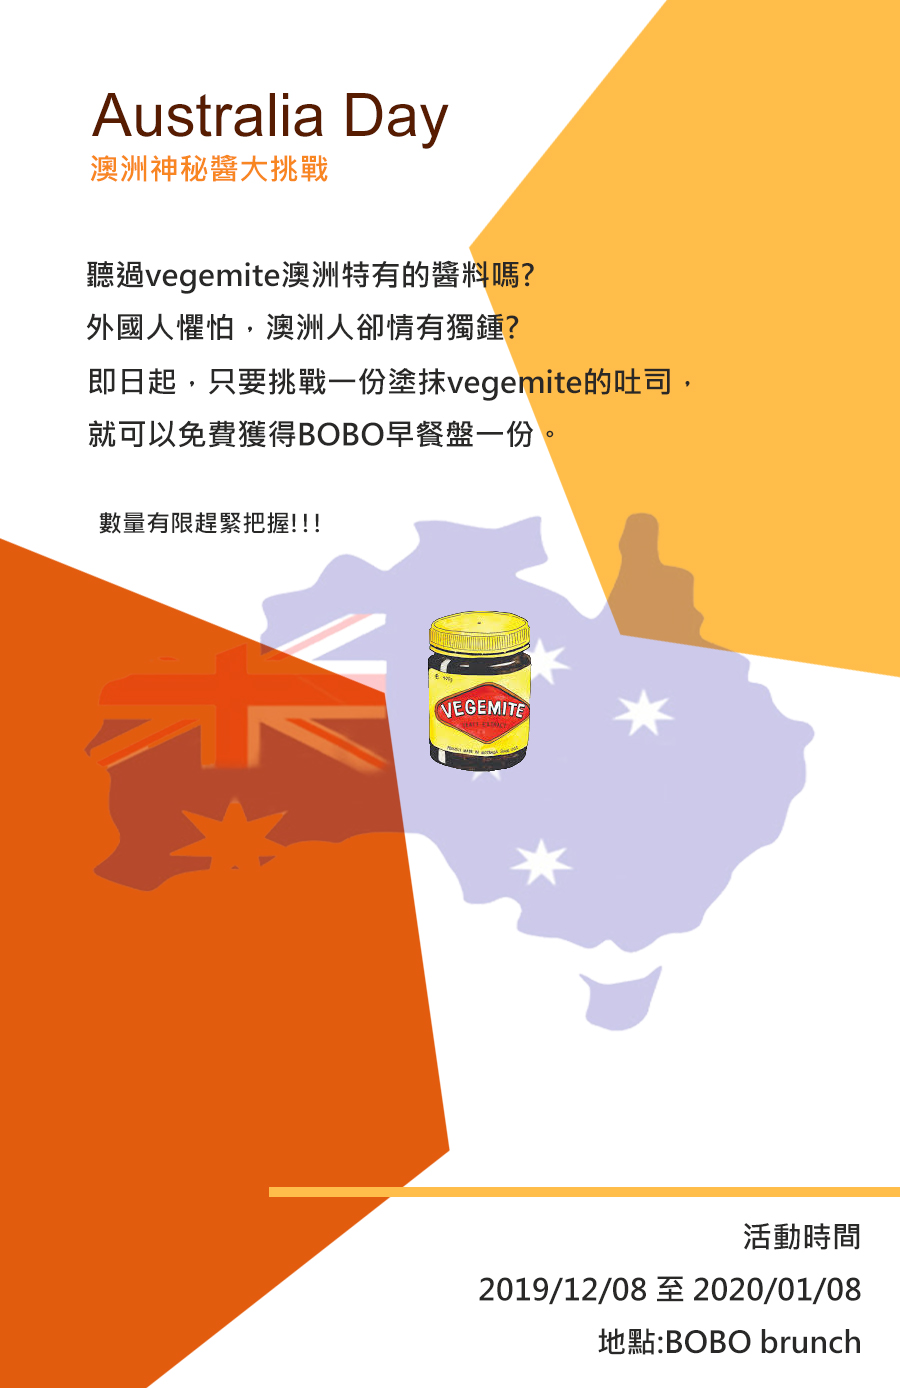 Australia Day
澳洲神秘醬大挑戰
聽過vegemite澳洲特有的醬料嗎?
外國人懼怕，澳洲人卻情有獨鍾?
即日起，只要挑戰一份塗抹vegemite的吐司，
就可以免費獲得BOBO早餐盤一份。
數量有限趕緊把握!!!
VEGEMITE
活動時間
2019/12/08 至 2020/01/08
地點:BOBO brunch